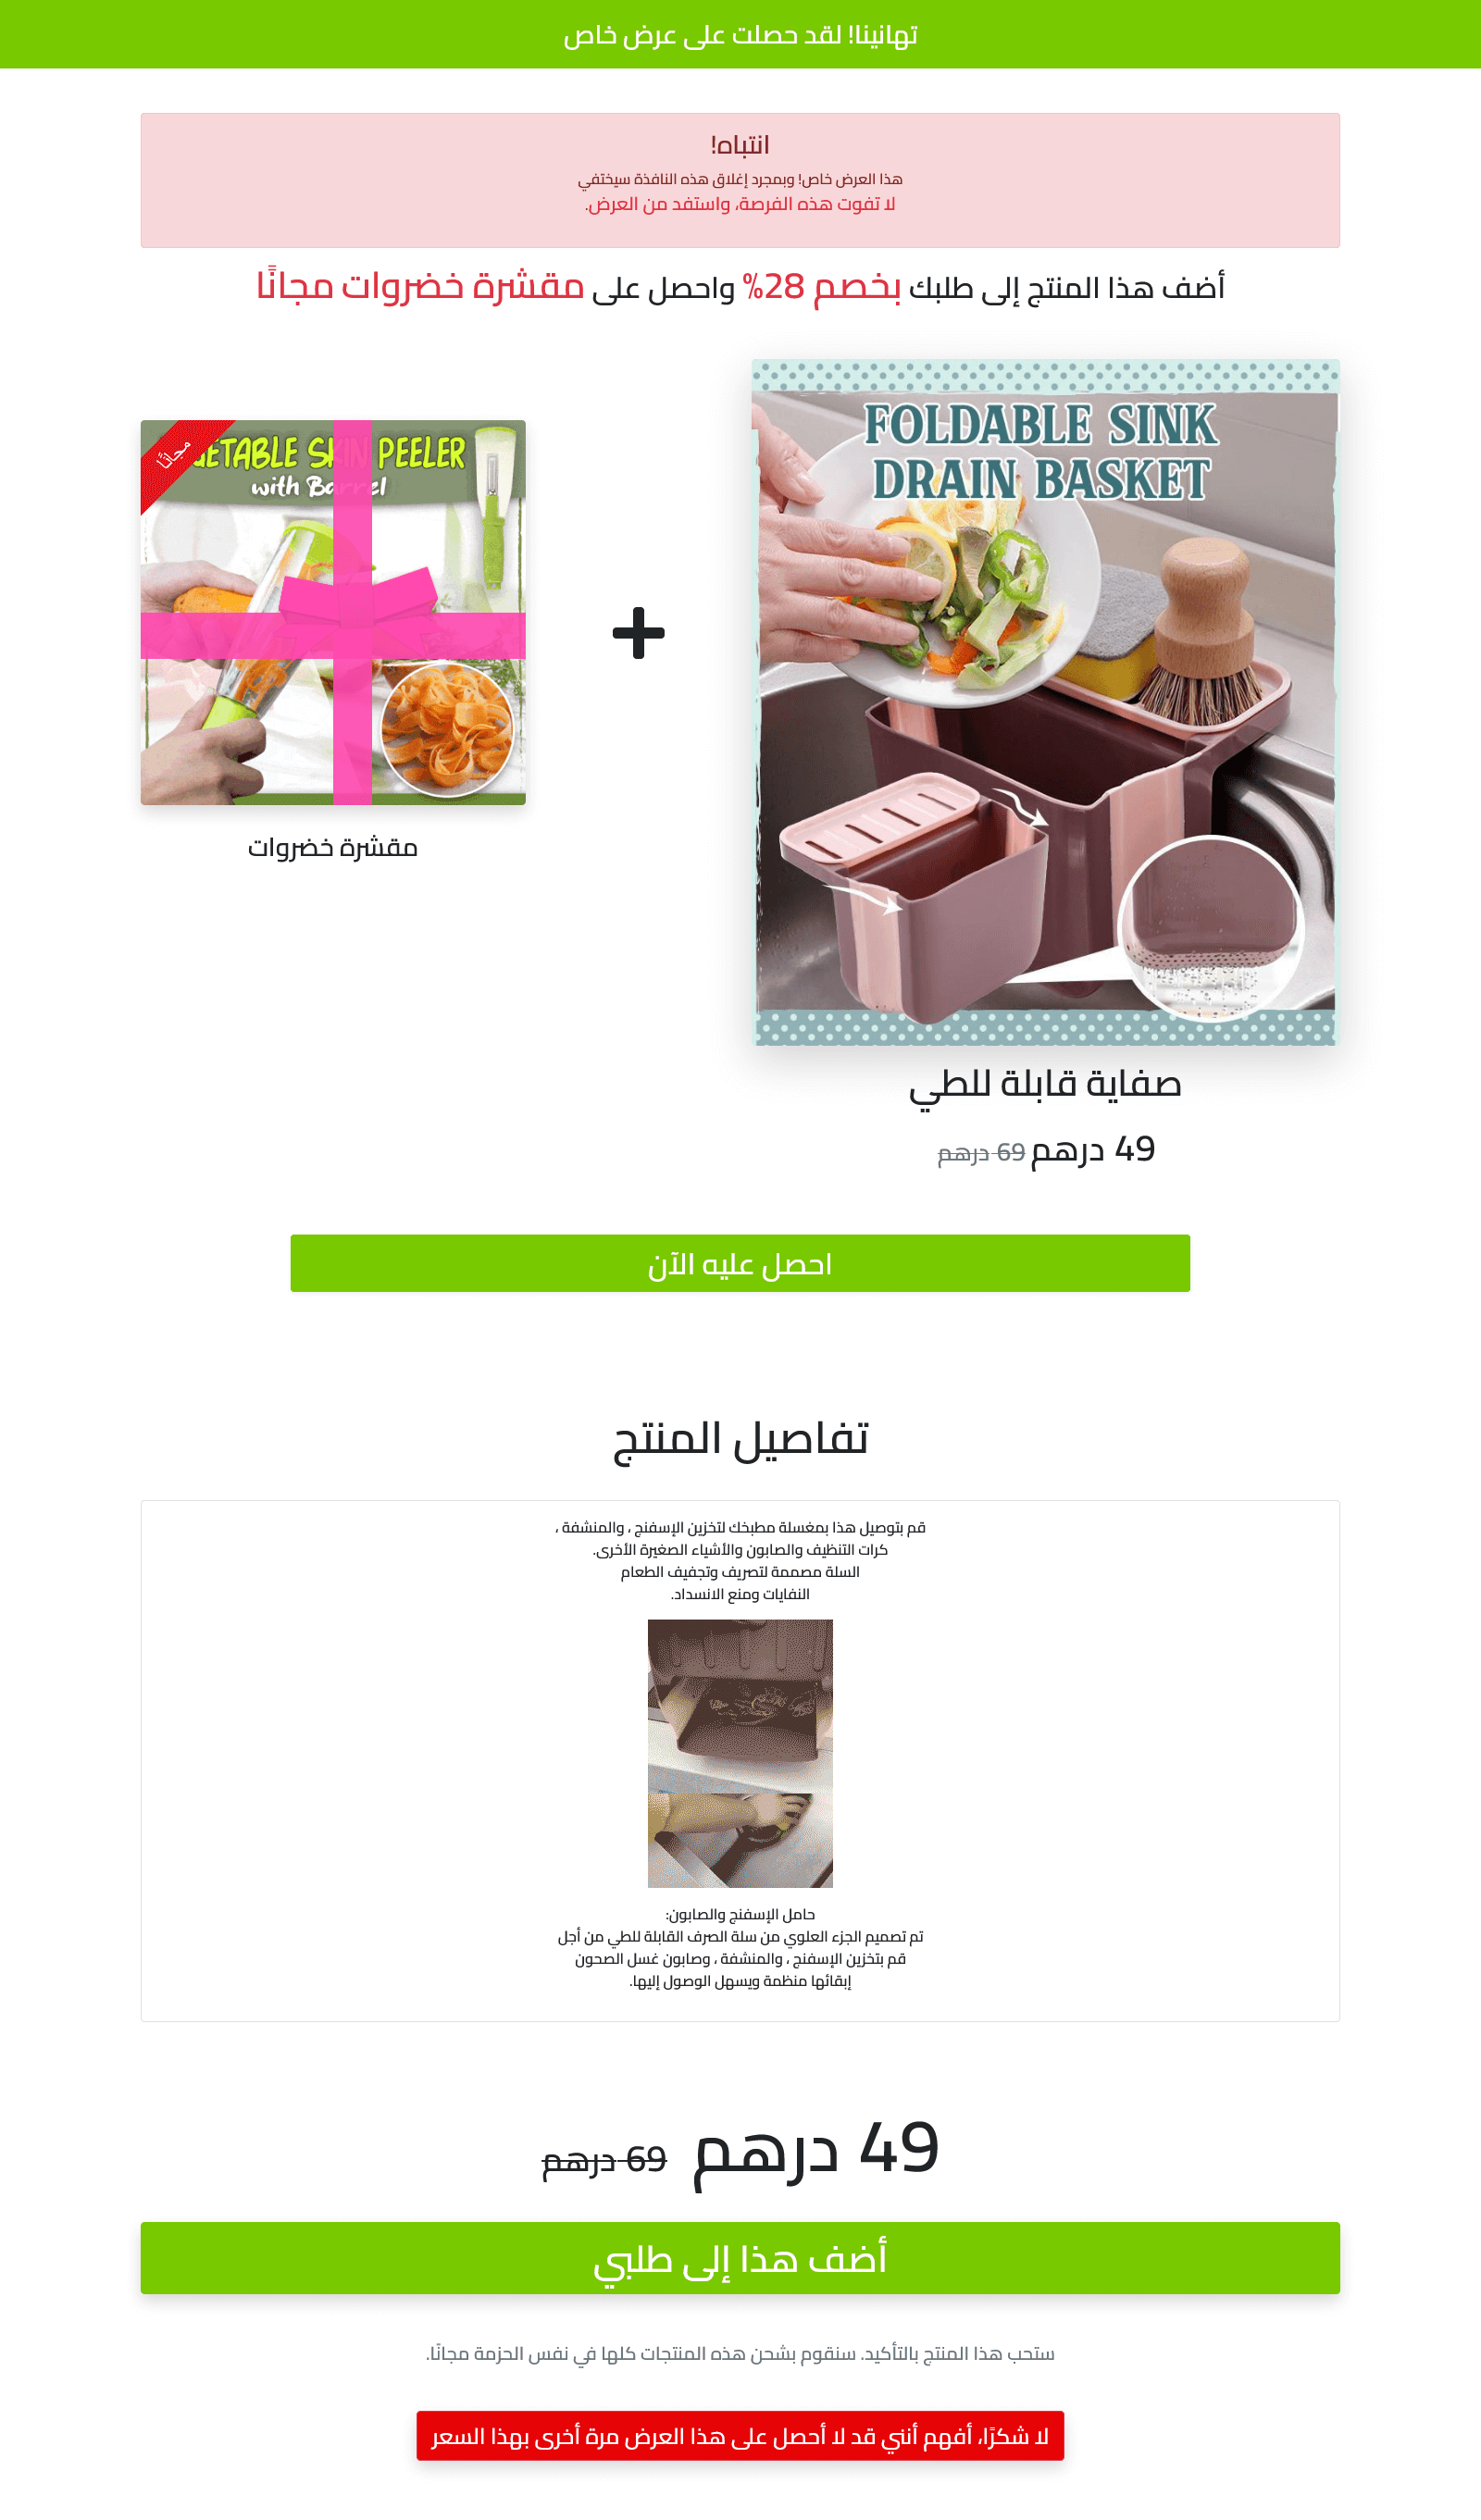 تهانينا! لقد حصلت على عرض خاص
انتباه!
هذا العرض خاص! وبمجرد إغلاق هذه النافذة سيختفي
لا تفوت هذه الفرصة، واستفد من العرض.
أضف هذا المنتج إلى طلبك بخصم 28% واحصل على مقشرة خضروات مجانًا
FOLDABLE SINK
DRAIN BASKET
صفاية قابلة للطي
49 درهم 69 درهم
مجانًا
ETABLE SKIN PEELER
with Barrel
مقشرة خضروات
احصل عليه الآن
تفاصيل المنتج
قم بتوصيل هذا بمغسلة مطبخك لتخزين الإسفنج ، والمنشفة ،
كرات التنظيف والصابون والأشياء الصغيرة الأخرى.
السلة مصممة لتصريف وتجفيف الطعام
النفايات ومنع الانسداد.
حامل الإسفنج والصابون:
تم تصميم الجزء العلوي من سلة الصرف القابلة للطي من أجل
قم بتخزين الإسفنج ، والمنشفة ، وصابون غسل الصحون
إبقائها منظمة ويسهل الوصول إليها.
49 درهم 69 درهم
أضف هذا إلى طلبي
ستحب هذا المنتج بالتأكيد. سنقوم بشحن هذه المنتجات كلها في نفس الحزمة مجانًا.
لا شكرًا، أفهم أنني قد لا أحصل على هذا العرض مرة أخرى بهذا السعر